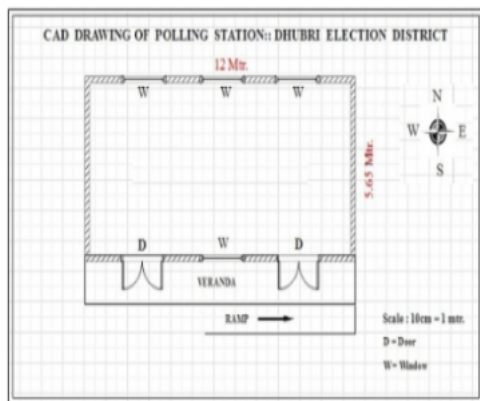 CAD DRAWING OF POLLING STATION:: DHUBRI ELECTION DISTRICT
12 Mtr.
W W W
N
W E
S
5.65 Mtr.
D W D
VERANDA
RAMP
Scale : 10cm = 1 mtr.
D = Door
W= Window